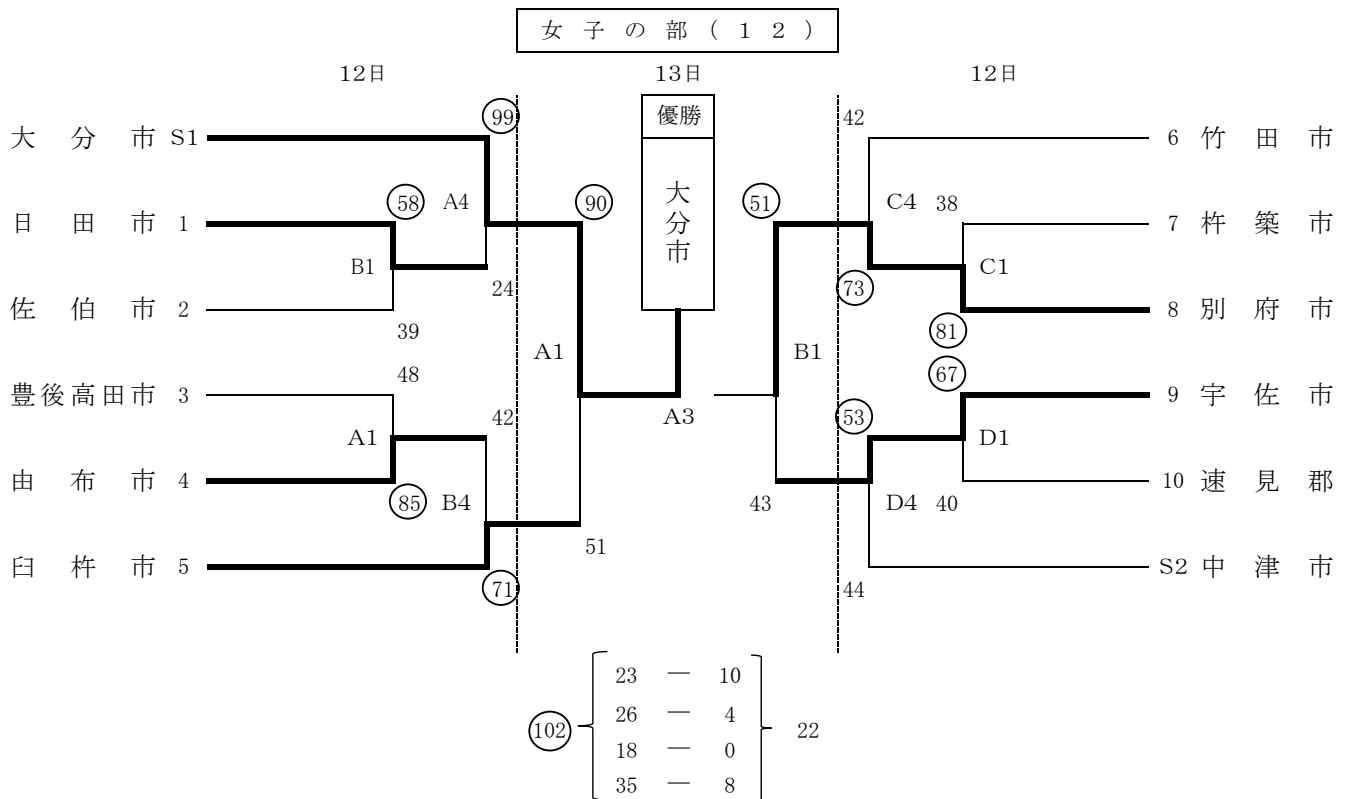 女子の部(12)
12日 13日 12日
99 優勝 42
大分市 S1 6 竹田市
58 A4 90 大分市 51 C4 38
日田市 1 7 杵築市
B1 C1
24 73
佐伯市 2 8 別府市
39 81
A1 B1
48 67
豊後高田市 3 9 宇佐市
42 A3 53
A1 D1
由布市 4 10 速見郡
85 B4 43 D4 40
51
臼杵市 5 S2 中津市
71 44
23 — 10
26 — 4
102 22
18 — 0
35 — 8